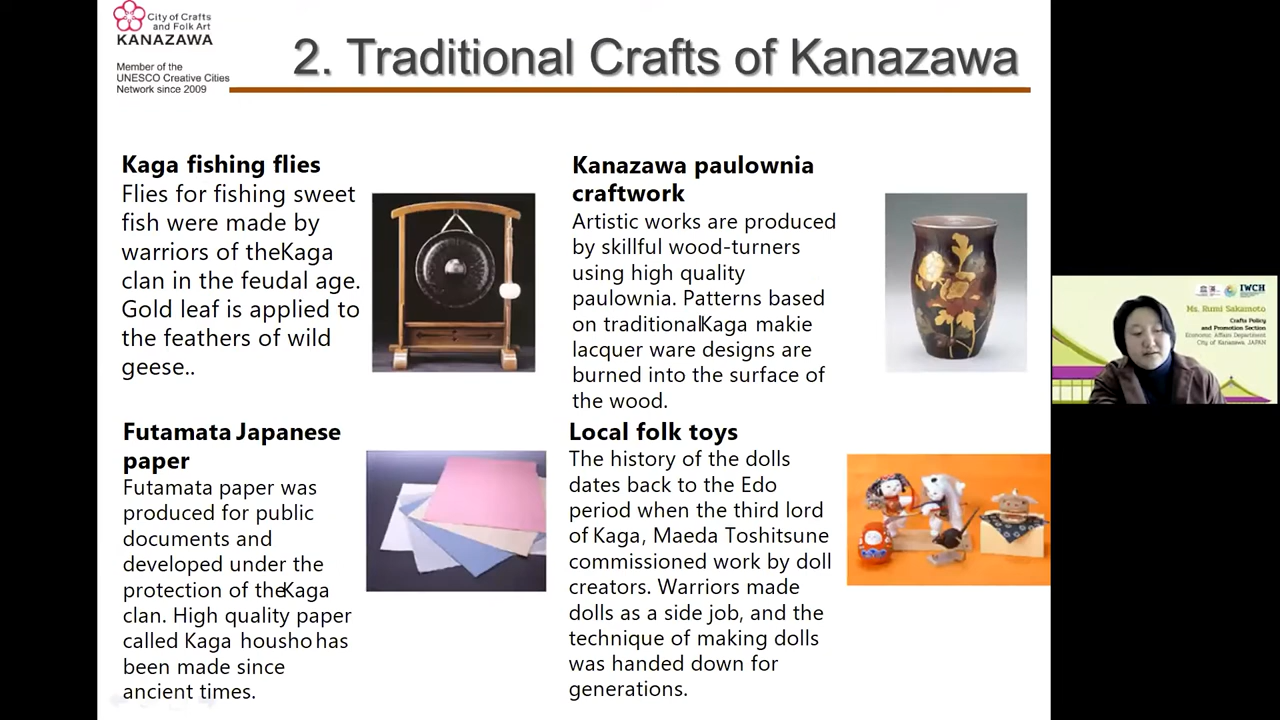 City of Crafts
and Folk Art
KANAZAWA
Member of the
UNESCO Creative Cities
Network since 2009
2. Traditional Crafts of Kanazawa
Kaga fishing flies
Flies for fishing sweet
fish were made by
warriors of theKaga
clan in the feudal age.
Gold leaf is applied to
the feathers of wild
geese..
Kanazawa paulownia
craftwork
Artistic works are produced
by skillful wood-turners
using high quality
paulownia. Patterns based
on traditionalKaga makie
lacquer ware designs are
burned into the surface of
the wood.
Futamata Japanese
paper
Futamata paper was
produced for public
documents and
developed under the
protection of theKaga
clan. High quality paper
called Kaga housho has
been made since
ancient times.
Local folk toys
The history of the dolls
dates back to the Edo
period when the third lord
of Kaga, Maeda Toshitsune
commissioned work by doll
creators. Warriors made
dolls as a side job, and the
technique of making dolls
was handed down for
generations.
IWCH
Ms. Rumi Sakamoto
Crafts Policy
and Promotion Section
Economic Affairs Department
City of Kanazawa, JAPAN